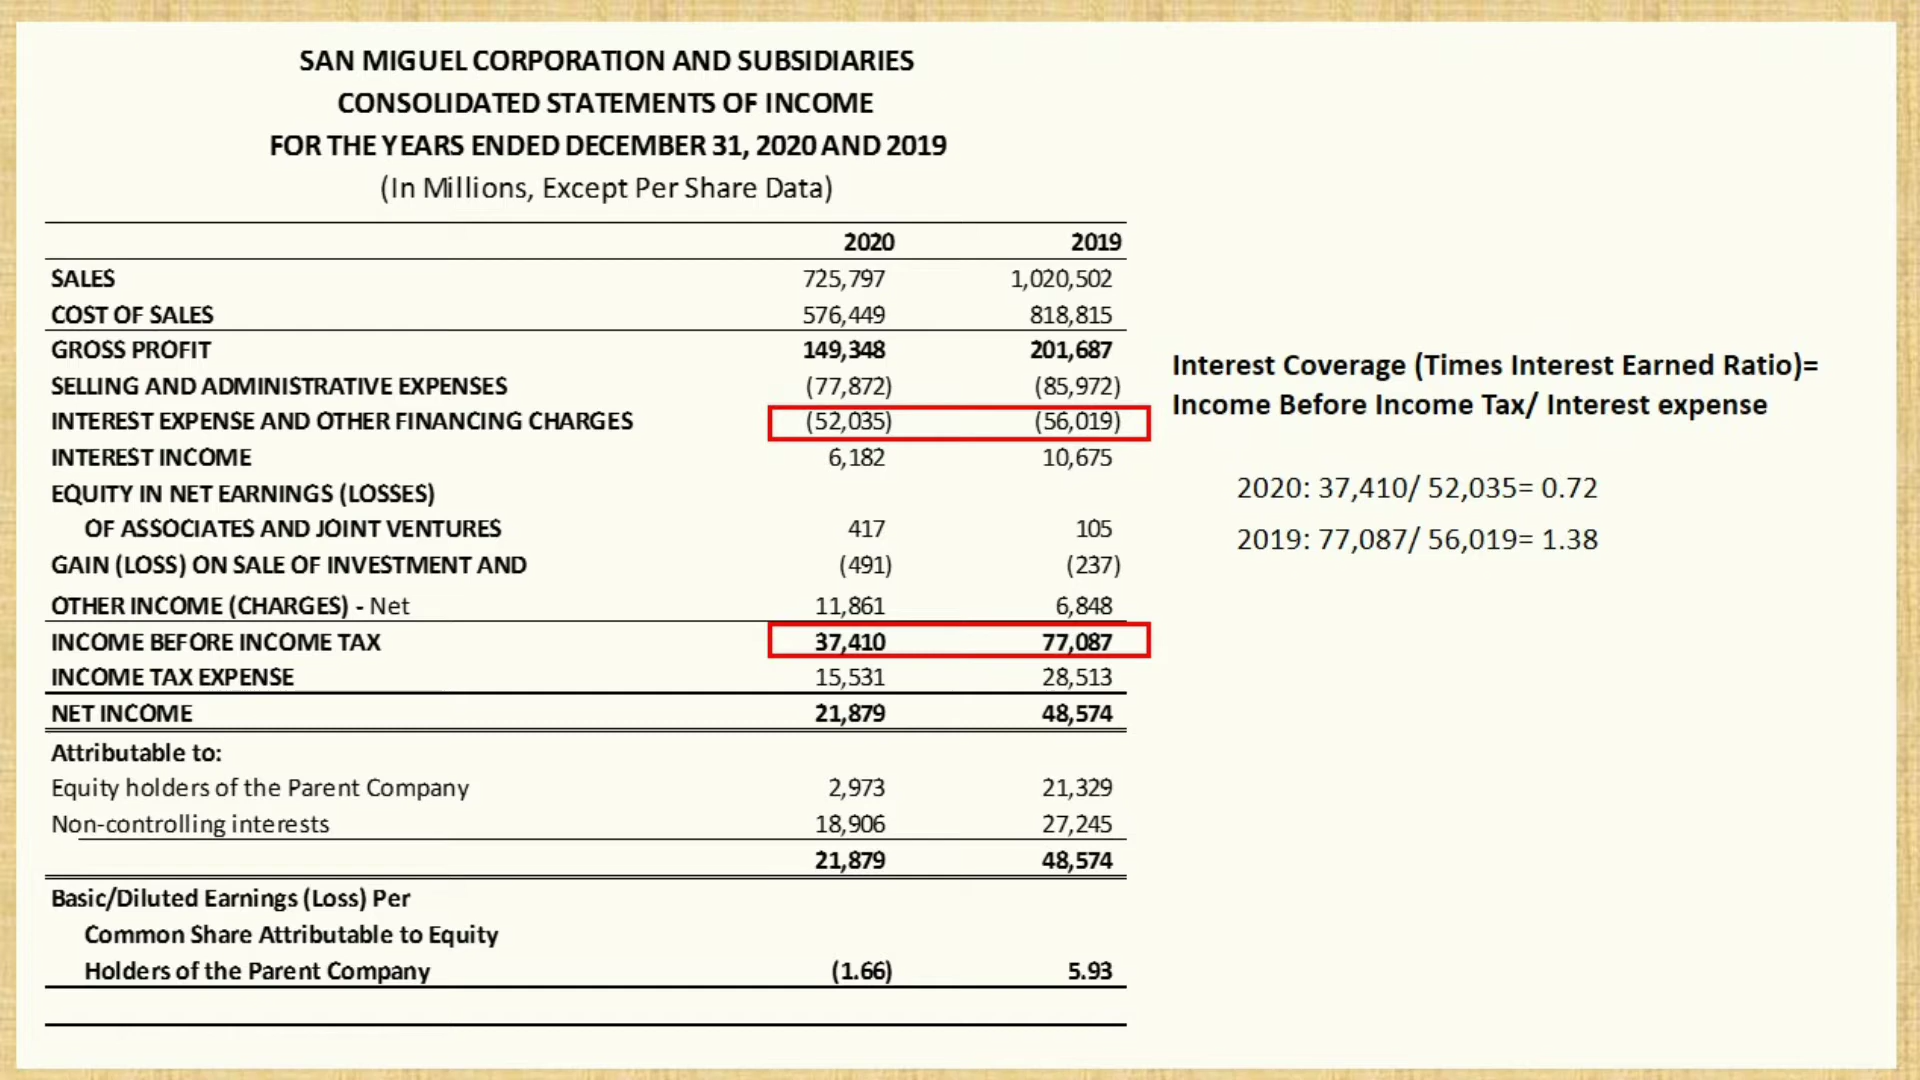 SAN MIGUEL CORPORATION AND SUBSIDIARIES
CONSOLIDATED STATEMENTS OF INCOME
FOR THE YEARS ENDED DECEMBER 31, 2020 AND 2019
(In Millions, Except Per Share Data)
2020 2019
SALES 725,797 1,020,502
COST OF SALES 576,449 818,815
GROSS PROFIT 149,348 201,687
SELLING AND ADMINISTRATIVE EXPENSES (77,872) (85,972)
INTEREST EXPENSE AND OTHER FINANCING CHARGES (52,035) (56,019)
INTEREST INCOME 6,182 10,675
EQUITY IN NET EARNINGS (LOSSES)
OF ASSOCIATES AND JOINT VENTURES 417 105
GAIN (LOSS) ON SALE OF INVESTMENT AND (491) (237)
OTHER INCOME (CHARGES) - Net 11,861 6,848
INCOME BEFORE INCOME TAX 37,410 77,087
INCOME TAX EXPENSE 15,531 28,513
NET INCOME 21,879 48,574
Attributable to:
Equity holders of the Parent Company 2,973 21,329
Non-controlling interests 18,906 27,245
21,879 48,574
Basic/Diluted Earnings (Loss) Per
Common Share Attributable to Equity
Holders of the Parent Company (1.66) 5.93
Interest Coverage (Times Interest Earned Ratio)=
Income Before Income Tax/ Interest expense
2020: 37,410/ 52,035= 0.72
2019: 77,087/ 56,019= 1.38